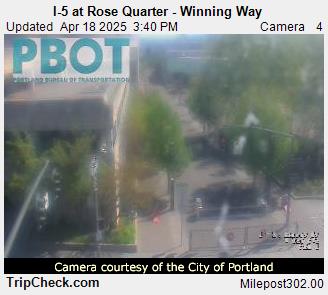 I-5 at Rose Quarter - Winning Way
Updated Apr 18 2025 3:40 PM Camera 4
PBOT
PORTLAND BUREAU OF TRANSPORTATION
Camera courtesy of the City of Portland
TripCheck.com Milepost302.00